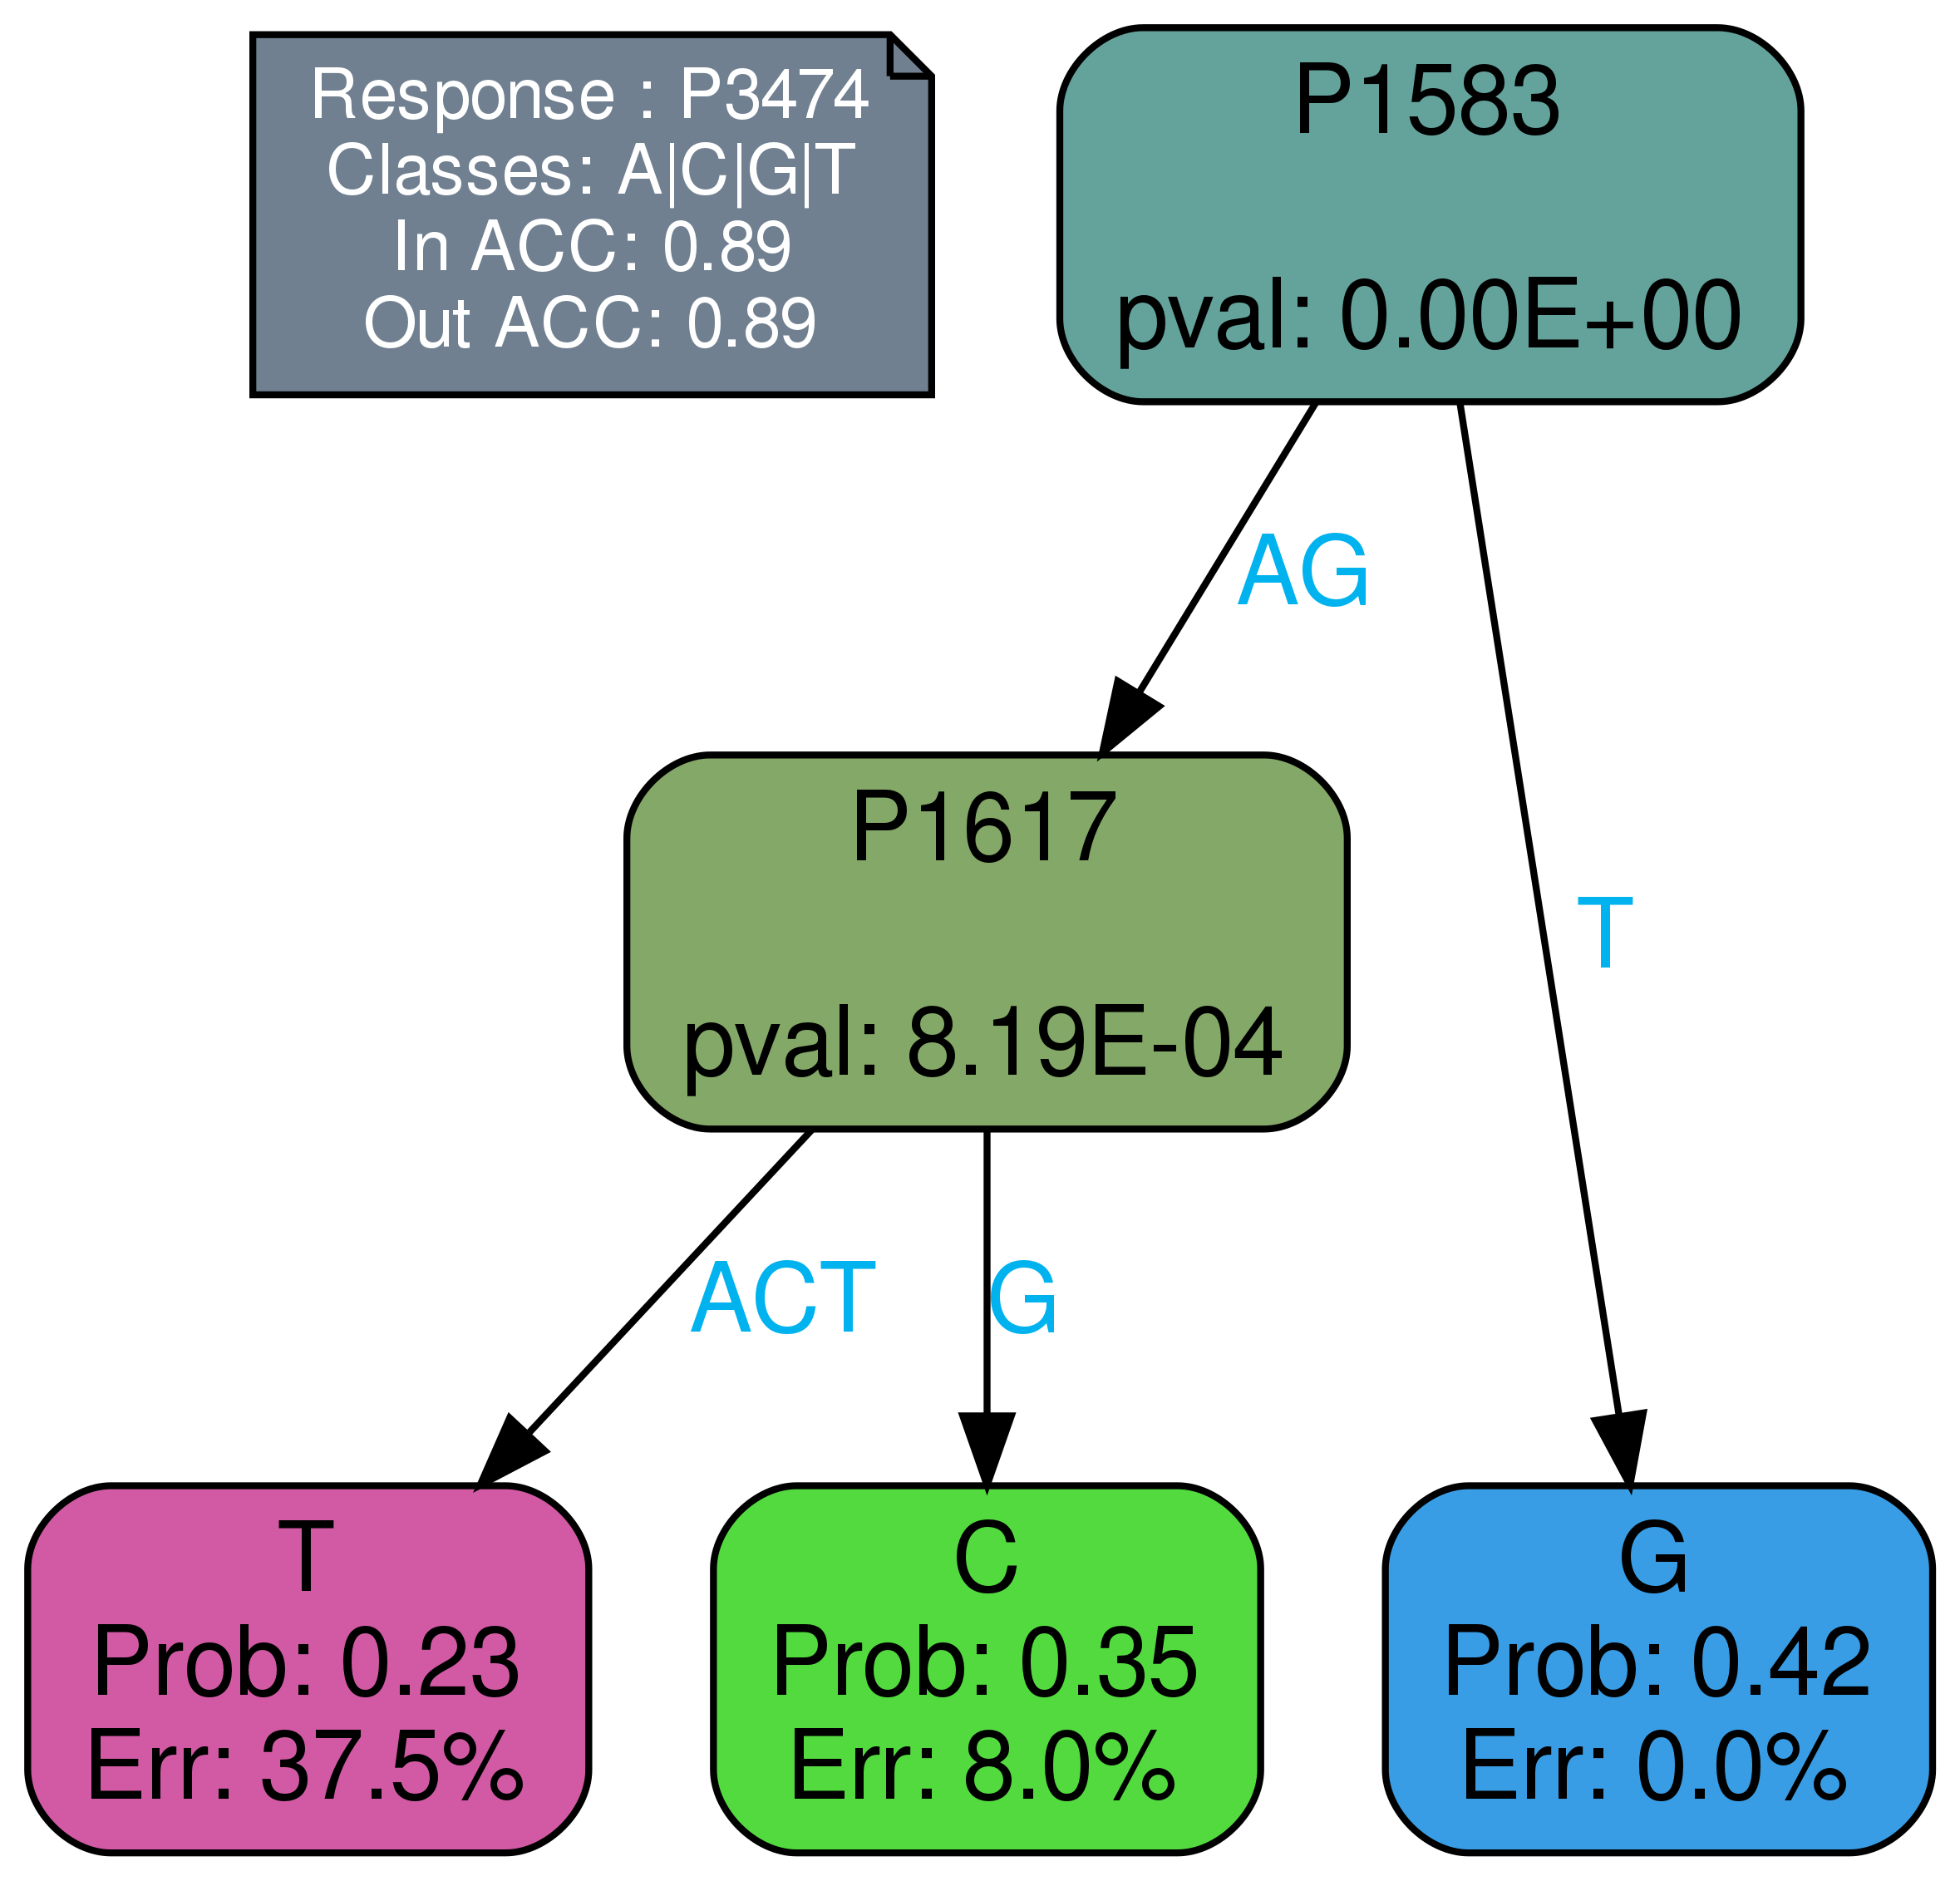 Response : P3474
Classes: A|C|G|T
In ACC: 0.89
Out ACC: 0.89
P1583
pval: 0.00E+00
AG
T
P1617
pval: 8.19E-04
ACT
G
T
Prob: 0.23
Err: 37.5%
C
Prob: 0.35
Err: 8.0%
G
Prob: 0.42
Err: 0.0%